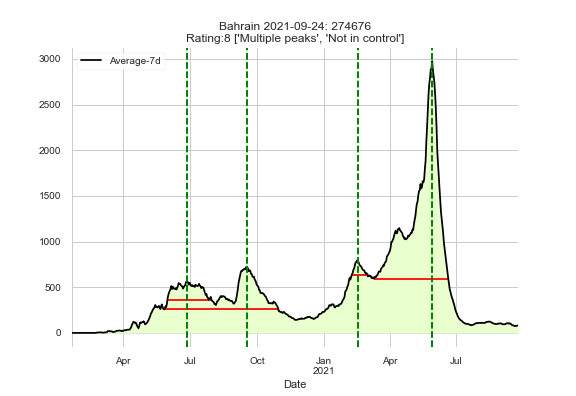 Bahrain 2021-09-24: 274676
Rating:8 ['Multiple peaks', 'Not in control']
Average-7d
3000
2500
2000
1500
1000
500
0
Apr Jul Oct Jan Apr Jul
2021
Date